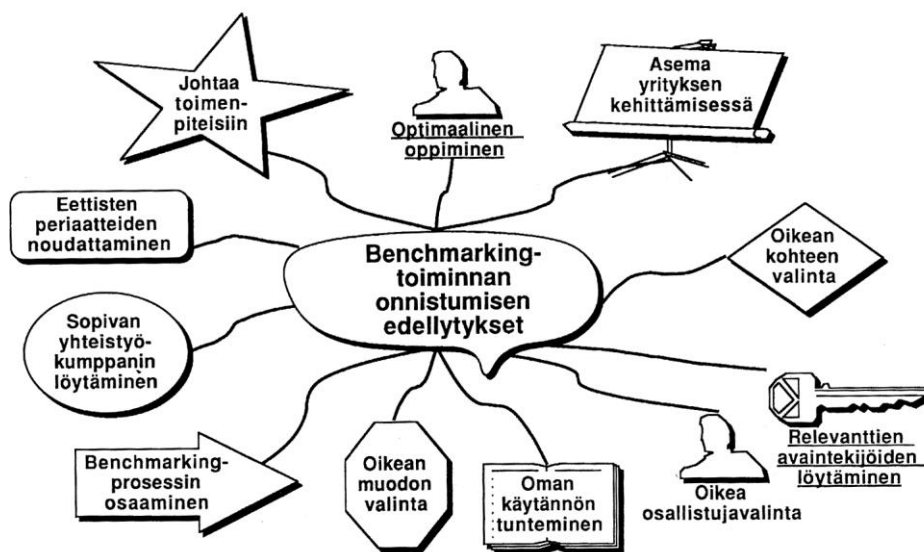 Johtaa
toimen-
piteisiin
Optimaalinen
oppiminen
Asema
yrityksen
kehittämisessä
Eettisten
periaatteiden
noudattaminen
Benchmarking-
toiminnan
onnistumisen
edellytykset
Oikean
kohteen
valinta
Sopivan
yhteistyö-
kumppanin
löytäminen
Benchmarking-
prosessin
osaaminen
Oikean
muodon
valinta
Oman
käytännön
tunteminen
Oikea
osallistujavalinta
Relevanttien
avaintekijöiden
löytäminen